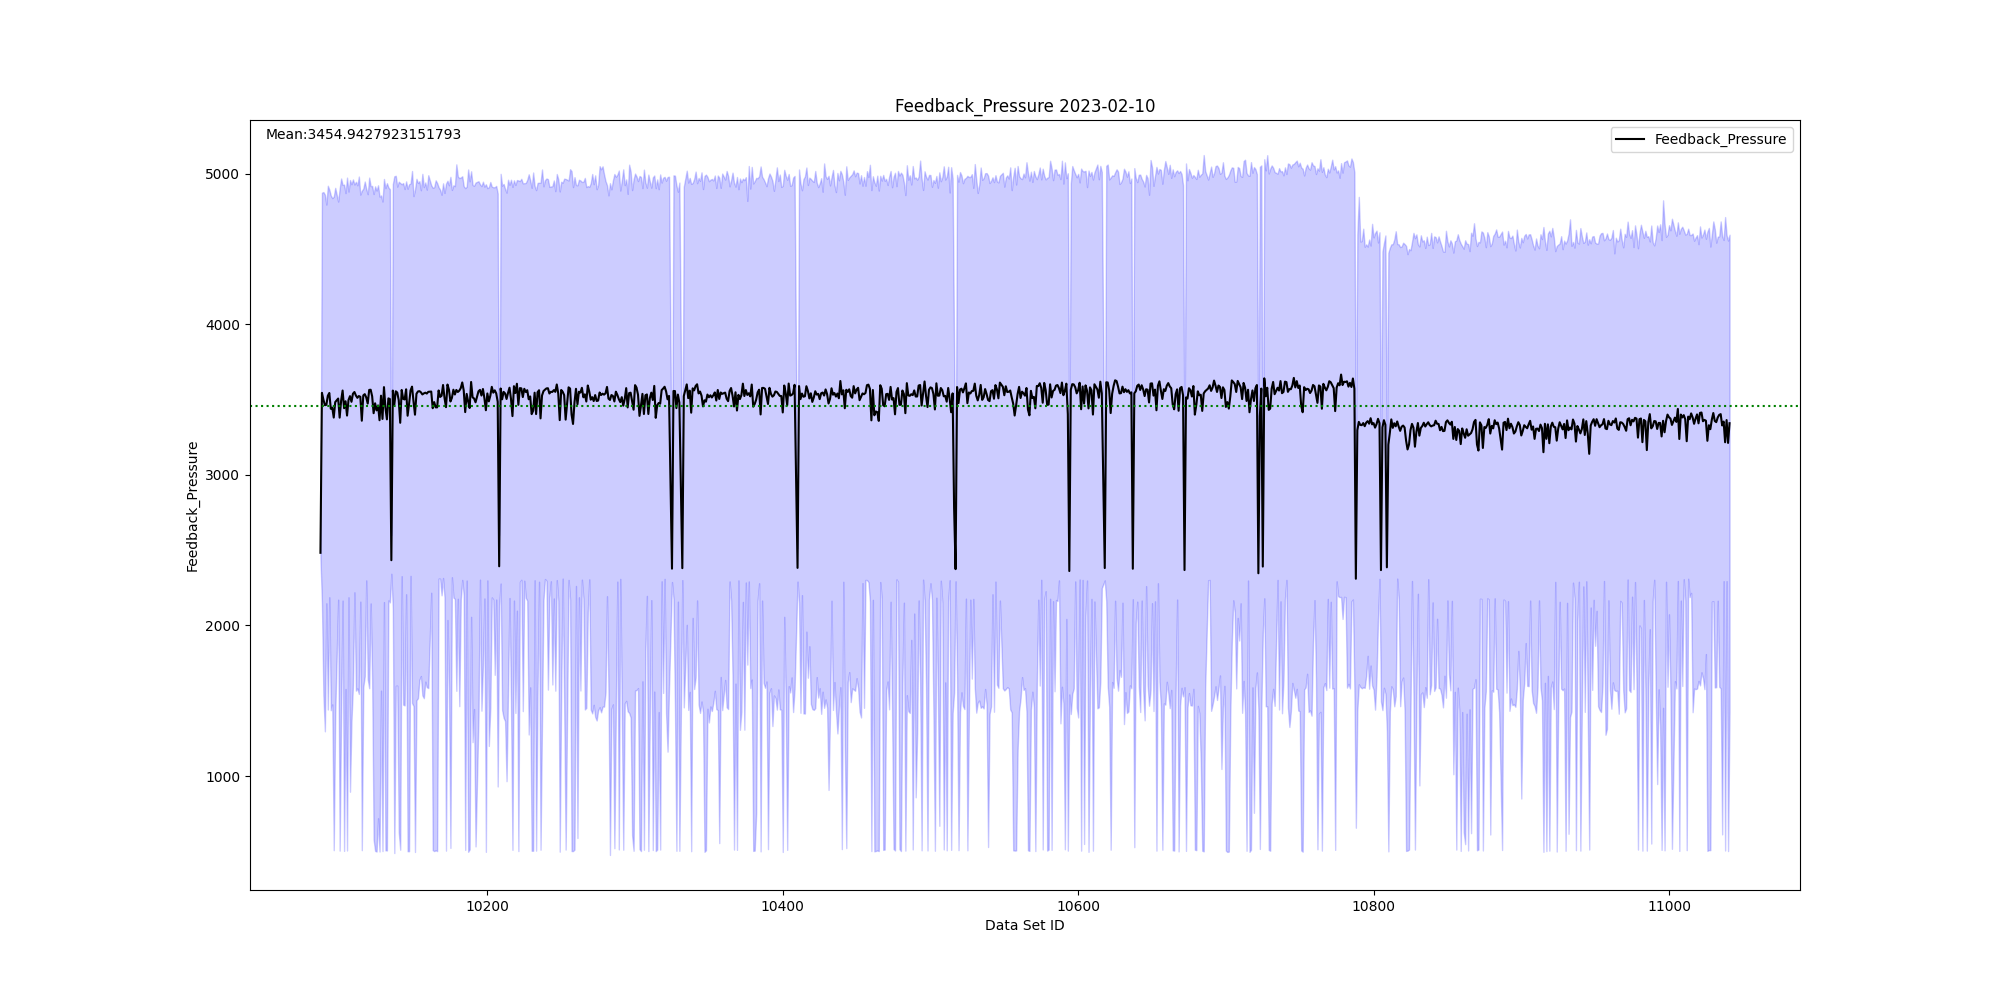 Feedback_Pressure 2023-02-10
Mean:3454.9427923151793
Feedback_Pressure
5000
4000
3000
2000
1000
Feedback_Pressure
10200
10400
10600
10800
11000
Data Set ID